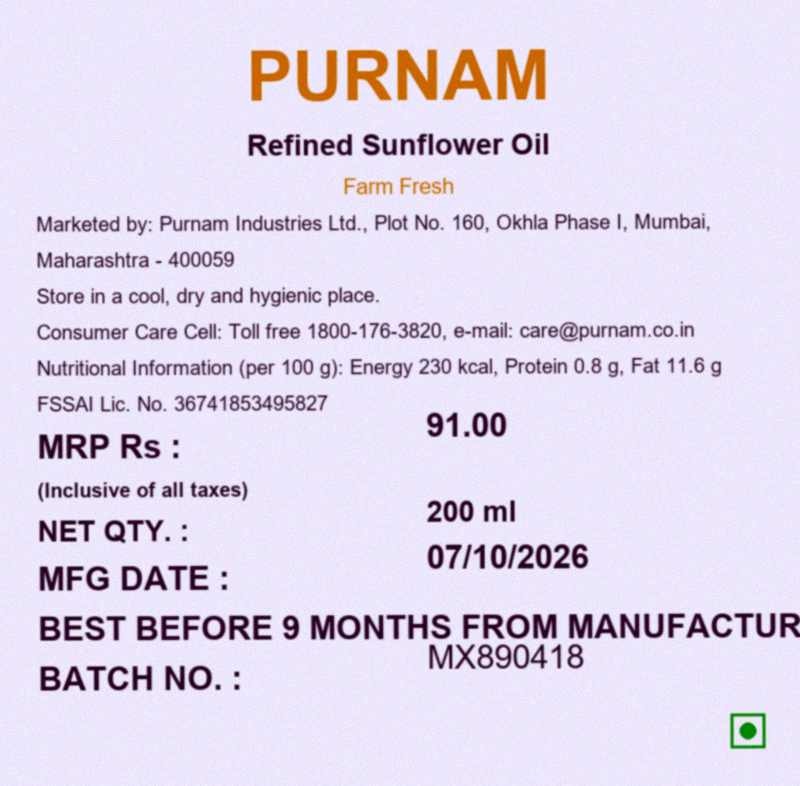 PURNAM
Refined Sunflower Oil
Farm Fresh
Marketed by: Purnam Industries Ltd., Plot No. 160, Okhla Phase I, Mumbai,
Maharashtra - 400059
Store in a cool, dry and hygienic place.
Consumer Care Cell: Toll free 1800-176-3820, e-mail: care@purnam.co.in
Nutritional Information (per 100 g): Energy 230 kcal, Protein 0.8 g, Fat 11.6 g
FSSAI Lic. No. 36741853495827
MRP Rs : 91.00
(Inclusive of all taxes)
NET QTY. : 200 ml
MFG DATE : 07/10/2026
BEST BEFORE 9 MONTHS FROM MANUFACTUR
BATCH NO. : MX890418